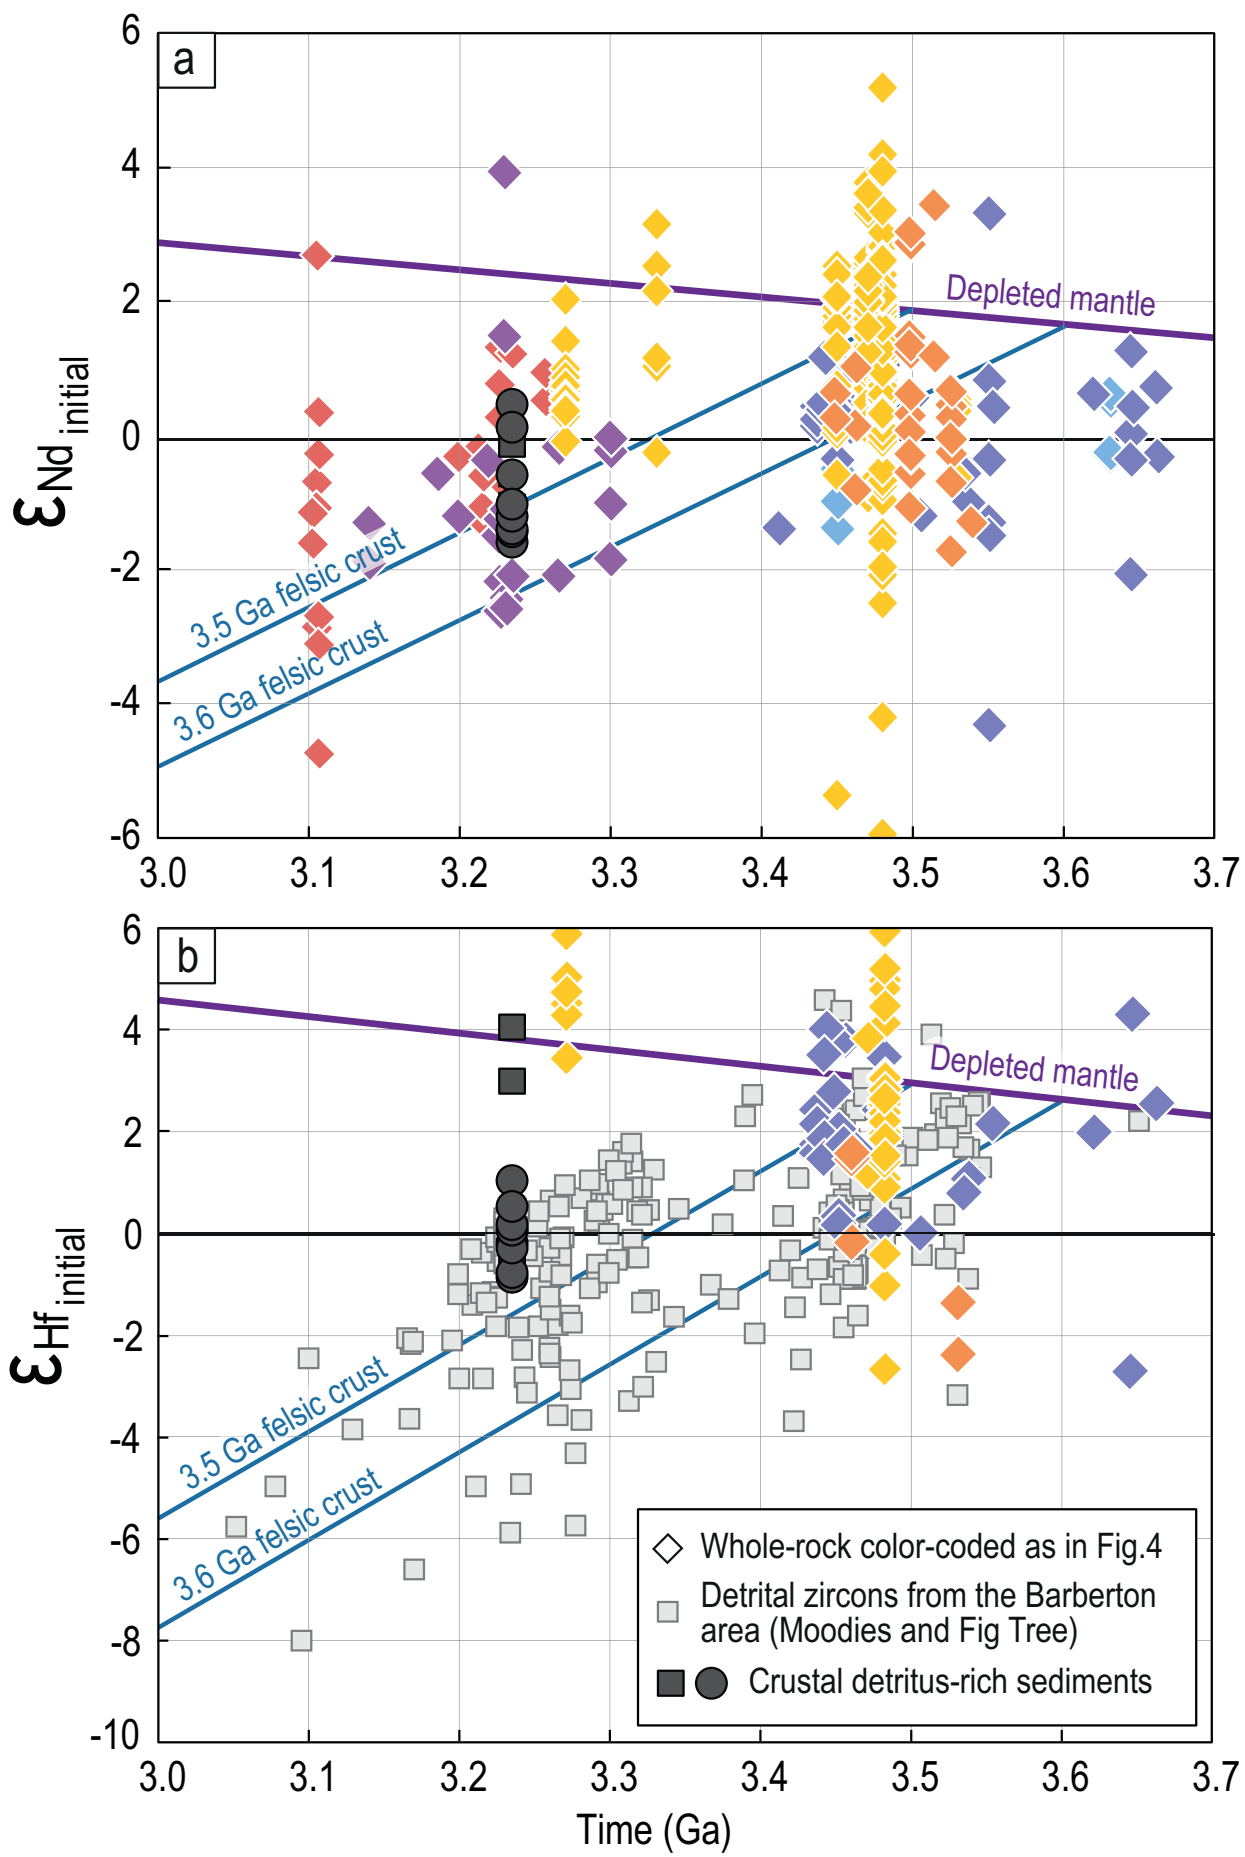 a
6
4
2
0
-2
-4
-6
εNd initial
Depleted mantle
3.5 Ga felsic crust
3.6 Ga felsic crust
3.0 3.1 3.2 3.3 3.4 3.5 3.6 3.7
b
6
4
2
0
-2
-4
-6
-8
-10
εHf initial
Depleted mantle
3.5 Ga felsic crust
3.6 Ga felsic crust
Whole-rock color-coded as in Fig.4
Detrital zircons from the Barberton
area (Moodies and Fig Tree)
Crustal detritus-rich sediments
3.0 3.1 3.2 3.3 3.4 3.5 3.6 3.7
Time (Ga)